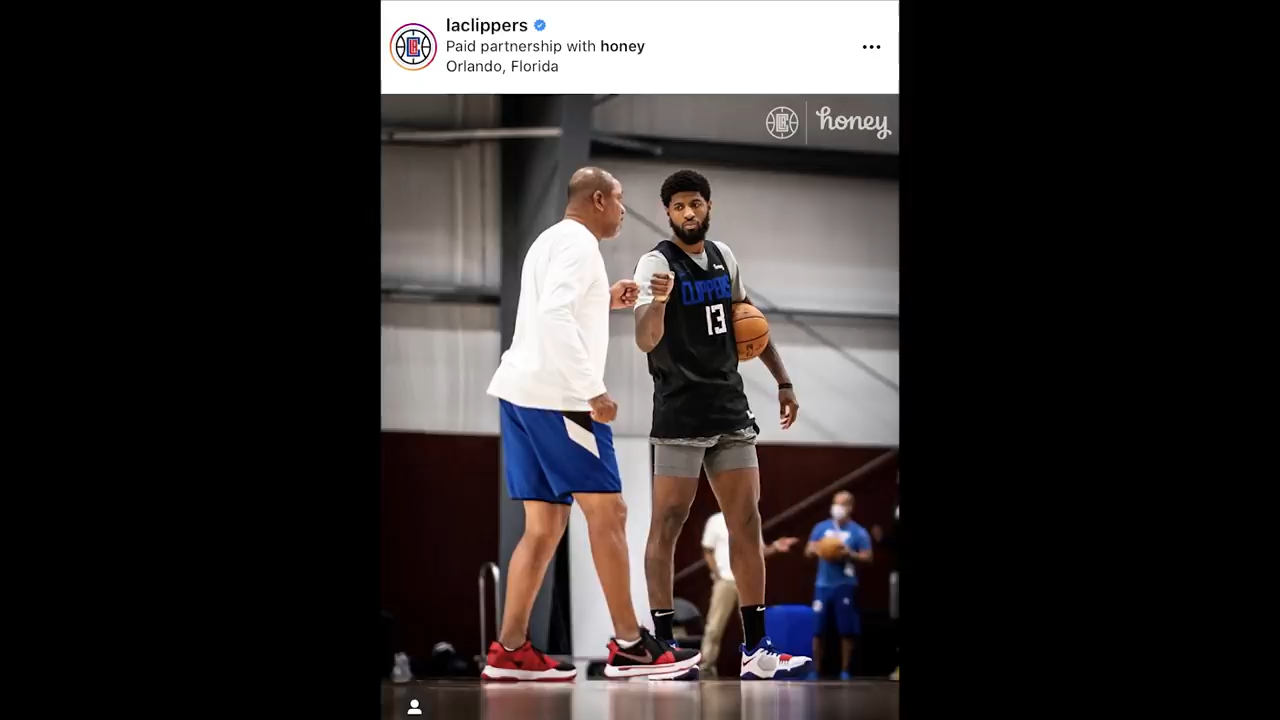 laclippers
Paid partnership with honey
Orlando, Florida
honey
CLIPPERS
13